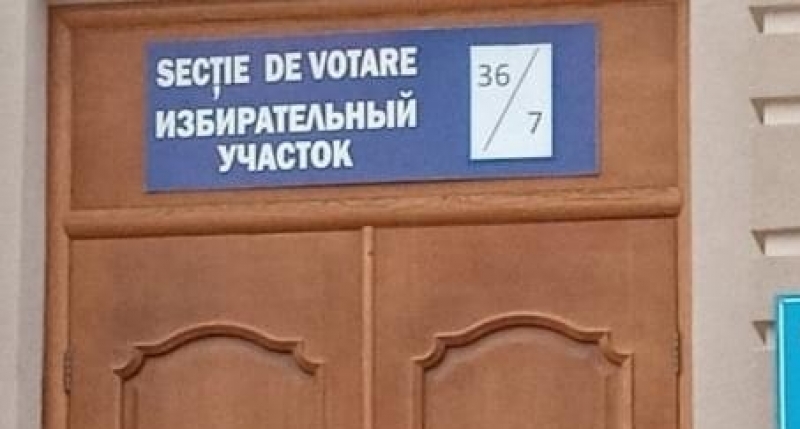 SECȚIE DE VOTARE
ИЗБИРАТЕЛЬНЫЙ
УЧАСТОК
36/7